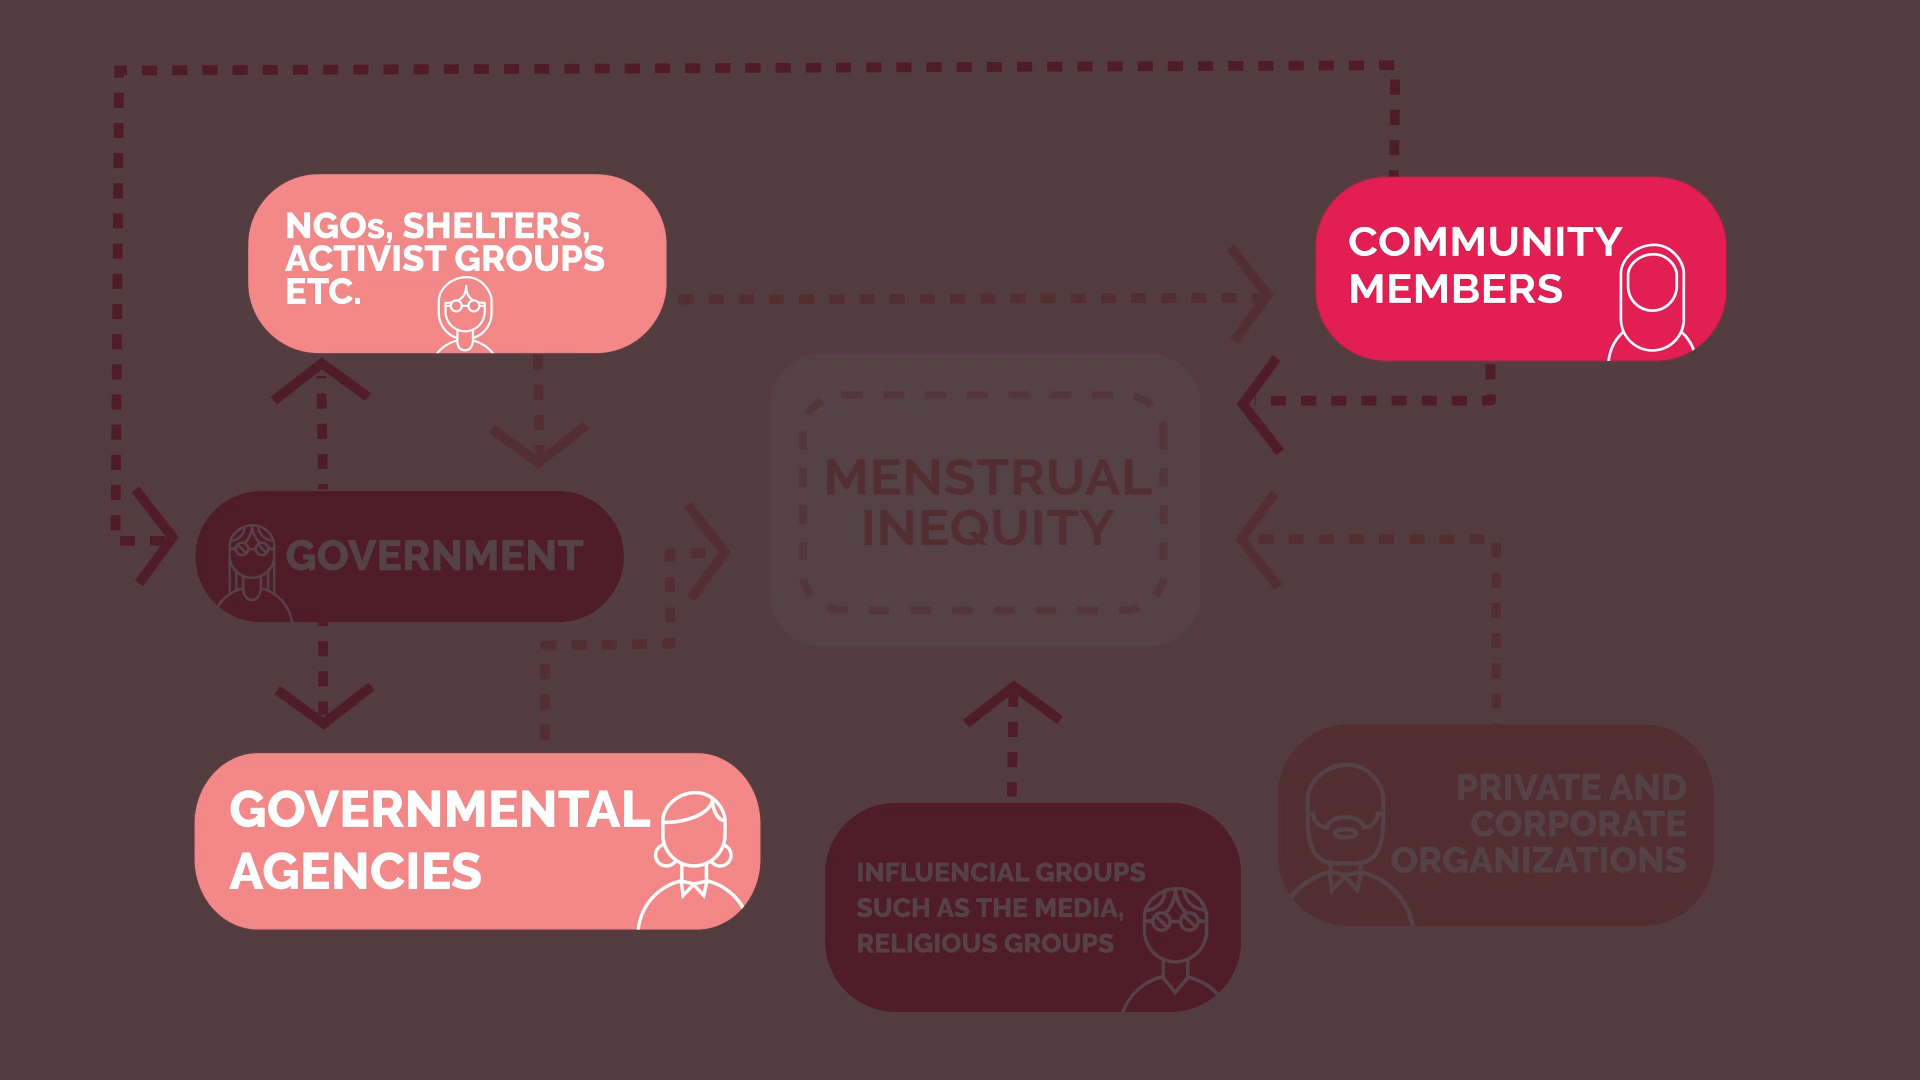 NGOs, SHELTERS,
ACTIVIST GROUPS
ETC.
COMMUNITY
MEMBERS
MENSTRUAL
INEQUITY
GOVERNMENT
GOVERNMENTAL
AGENCIES
INFLUENCIAL GROUPS
SUCH AS THE MEDIA,
RELIGIOUS GROUPS
PRIVATE AND
CORPORATE
ORGANIZATIONS